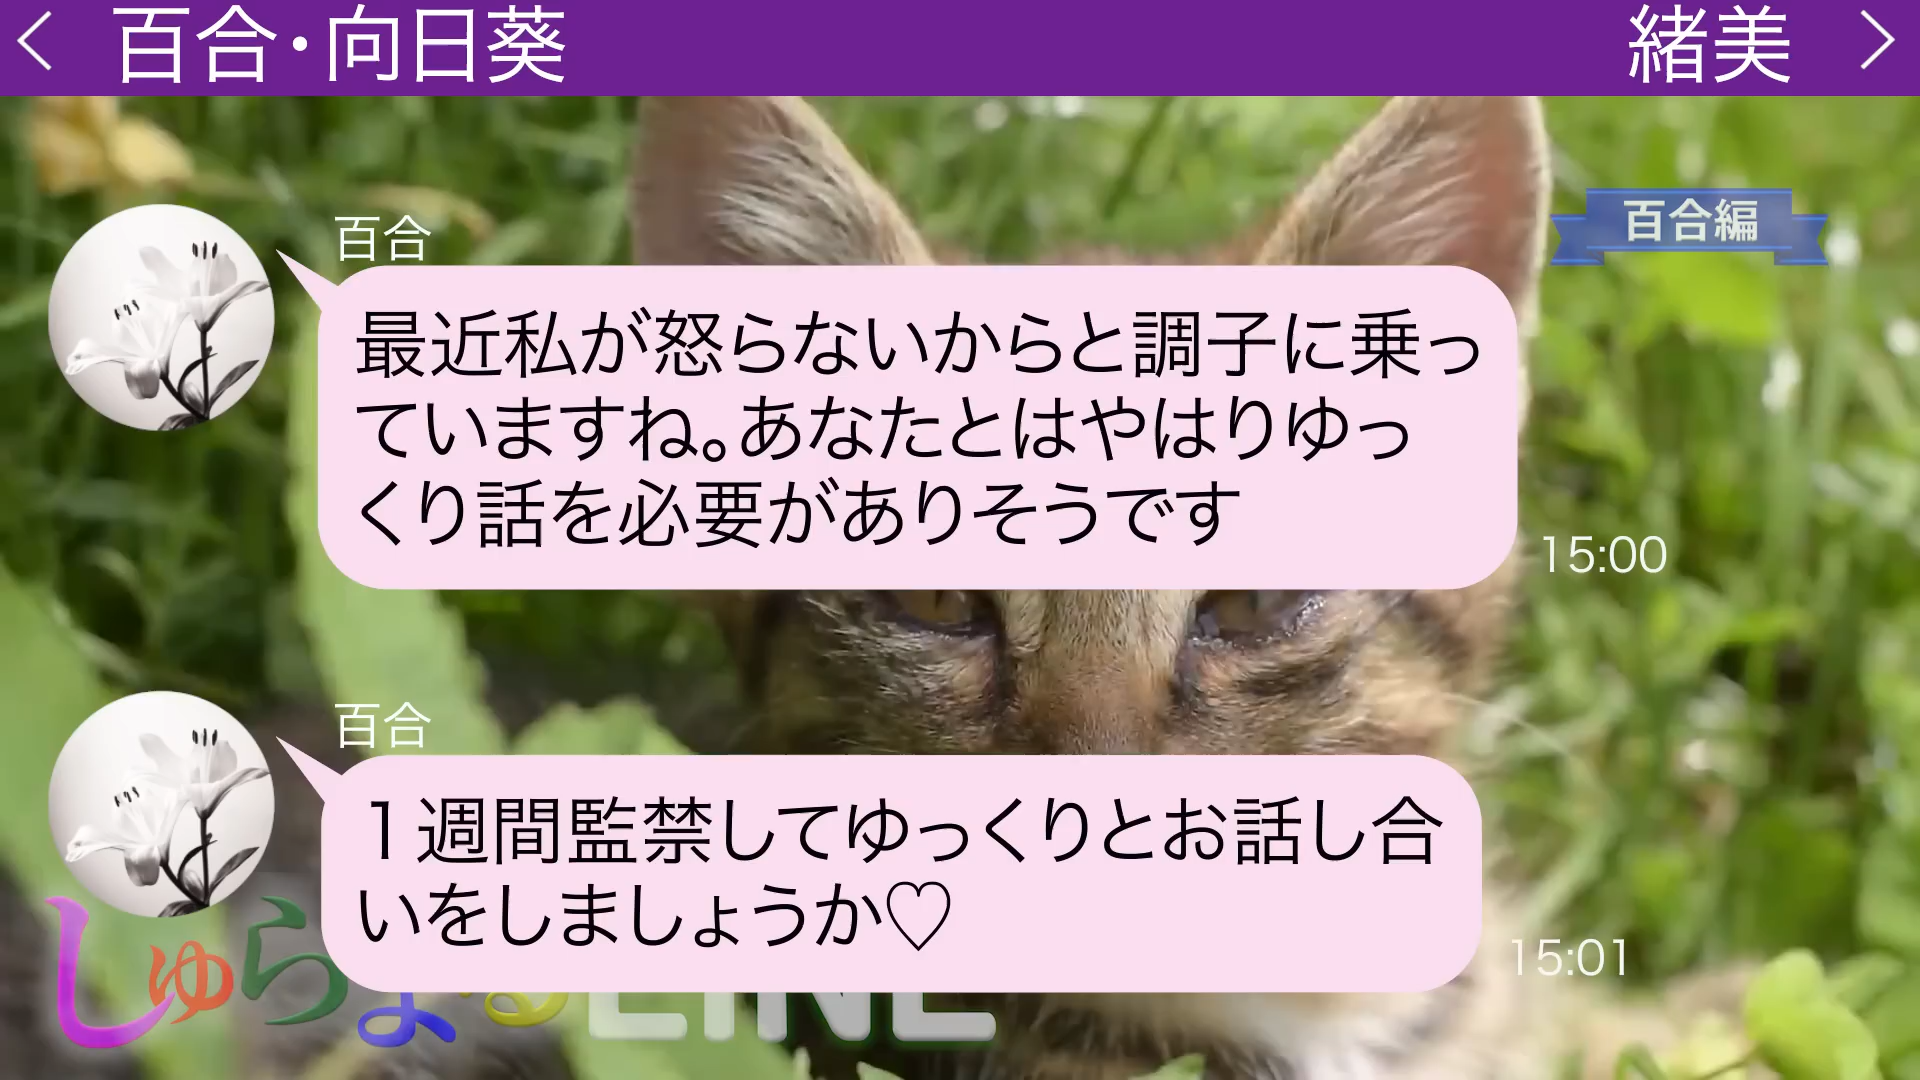 百合・向日葵
緒美
百合編
百合
最近私が怒らないからと調子に乗っ
ていますね。あなたとはやはりゆっ
くり話を必要がありそうです
15:00
百合
１週間監禁してゆっくりとお話し合
いをしましょうか♡
15:01
しゅら LINE